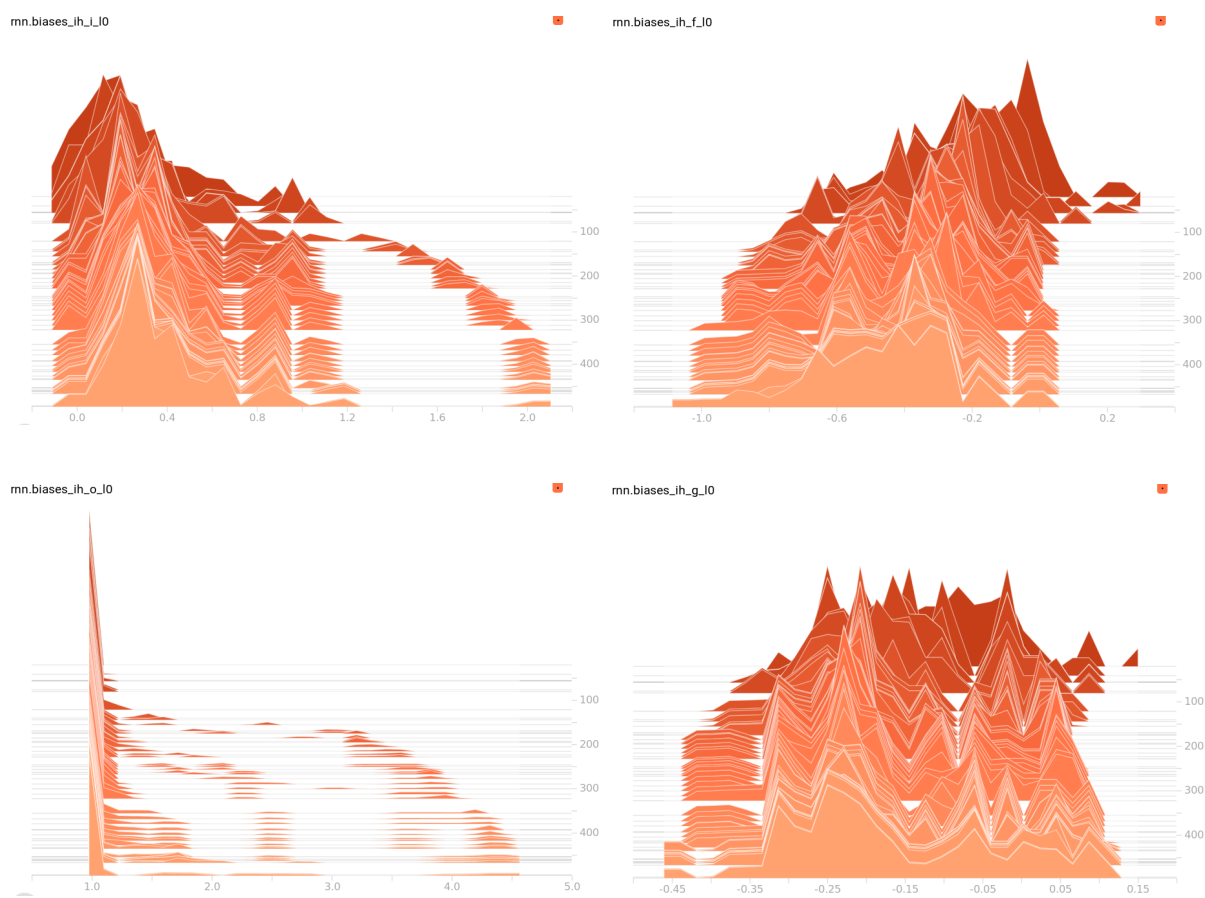 rnn.biases_ih_i_l0
rnn.biases_ih_f_l0
100
200
300
400
0.0 0.4 0.8 1.2 1.6 2.0
100
200
300
400
-1.0 -0.6 -0.2 0.2
rnn.biases_ih_o_l0
rnn.biases_ih_g_l0
100
200
300
400
1.0 2.0 3.0 4.0 5.0
100
200
300
400
-0.45 -0.35 -0.25 -0.15 -0.05 0.05 0.15